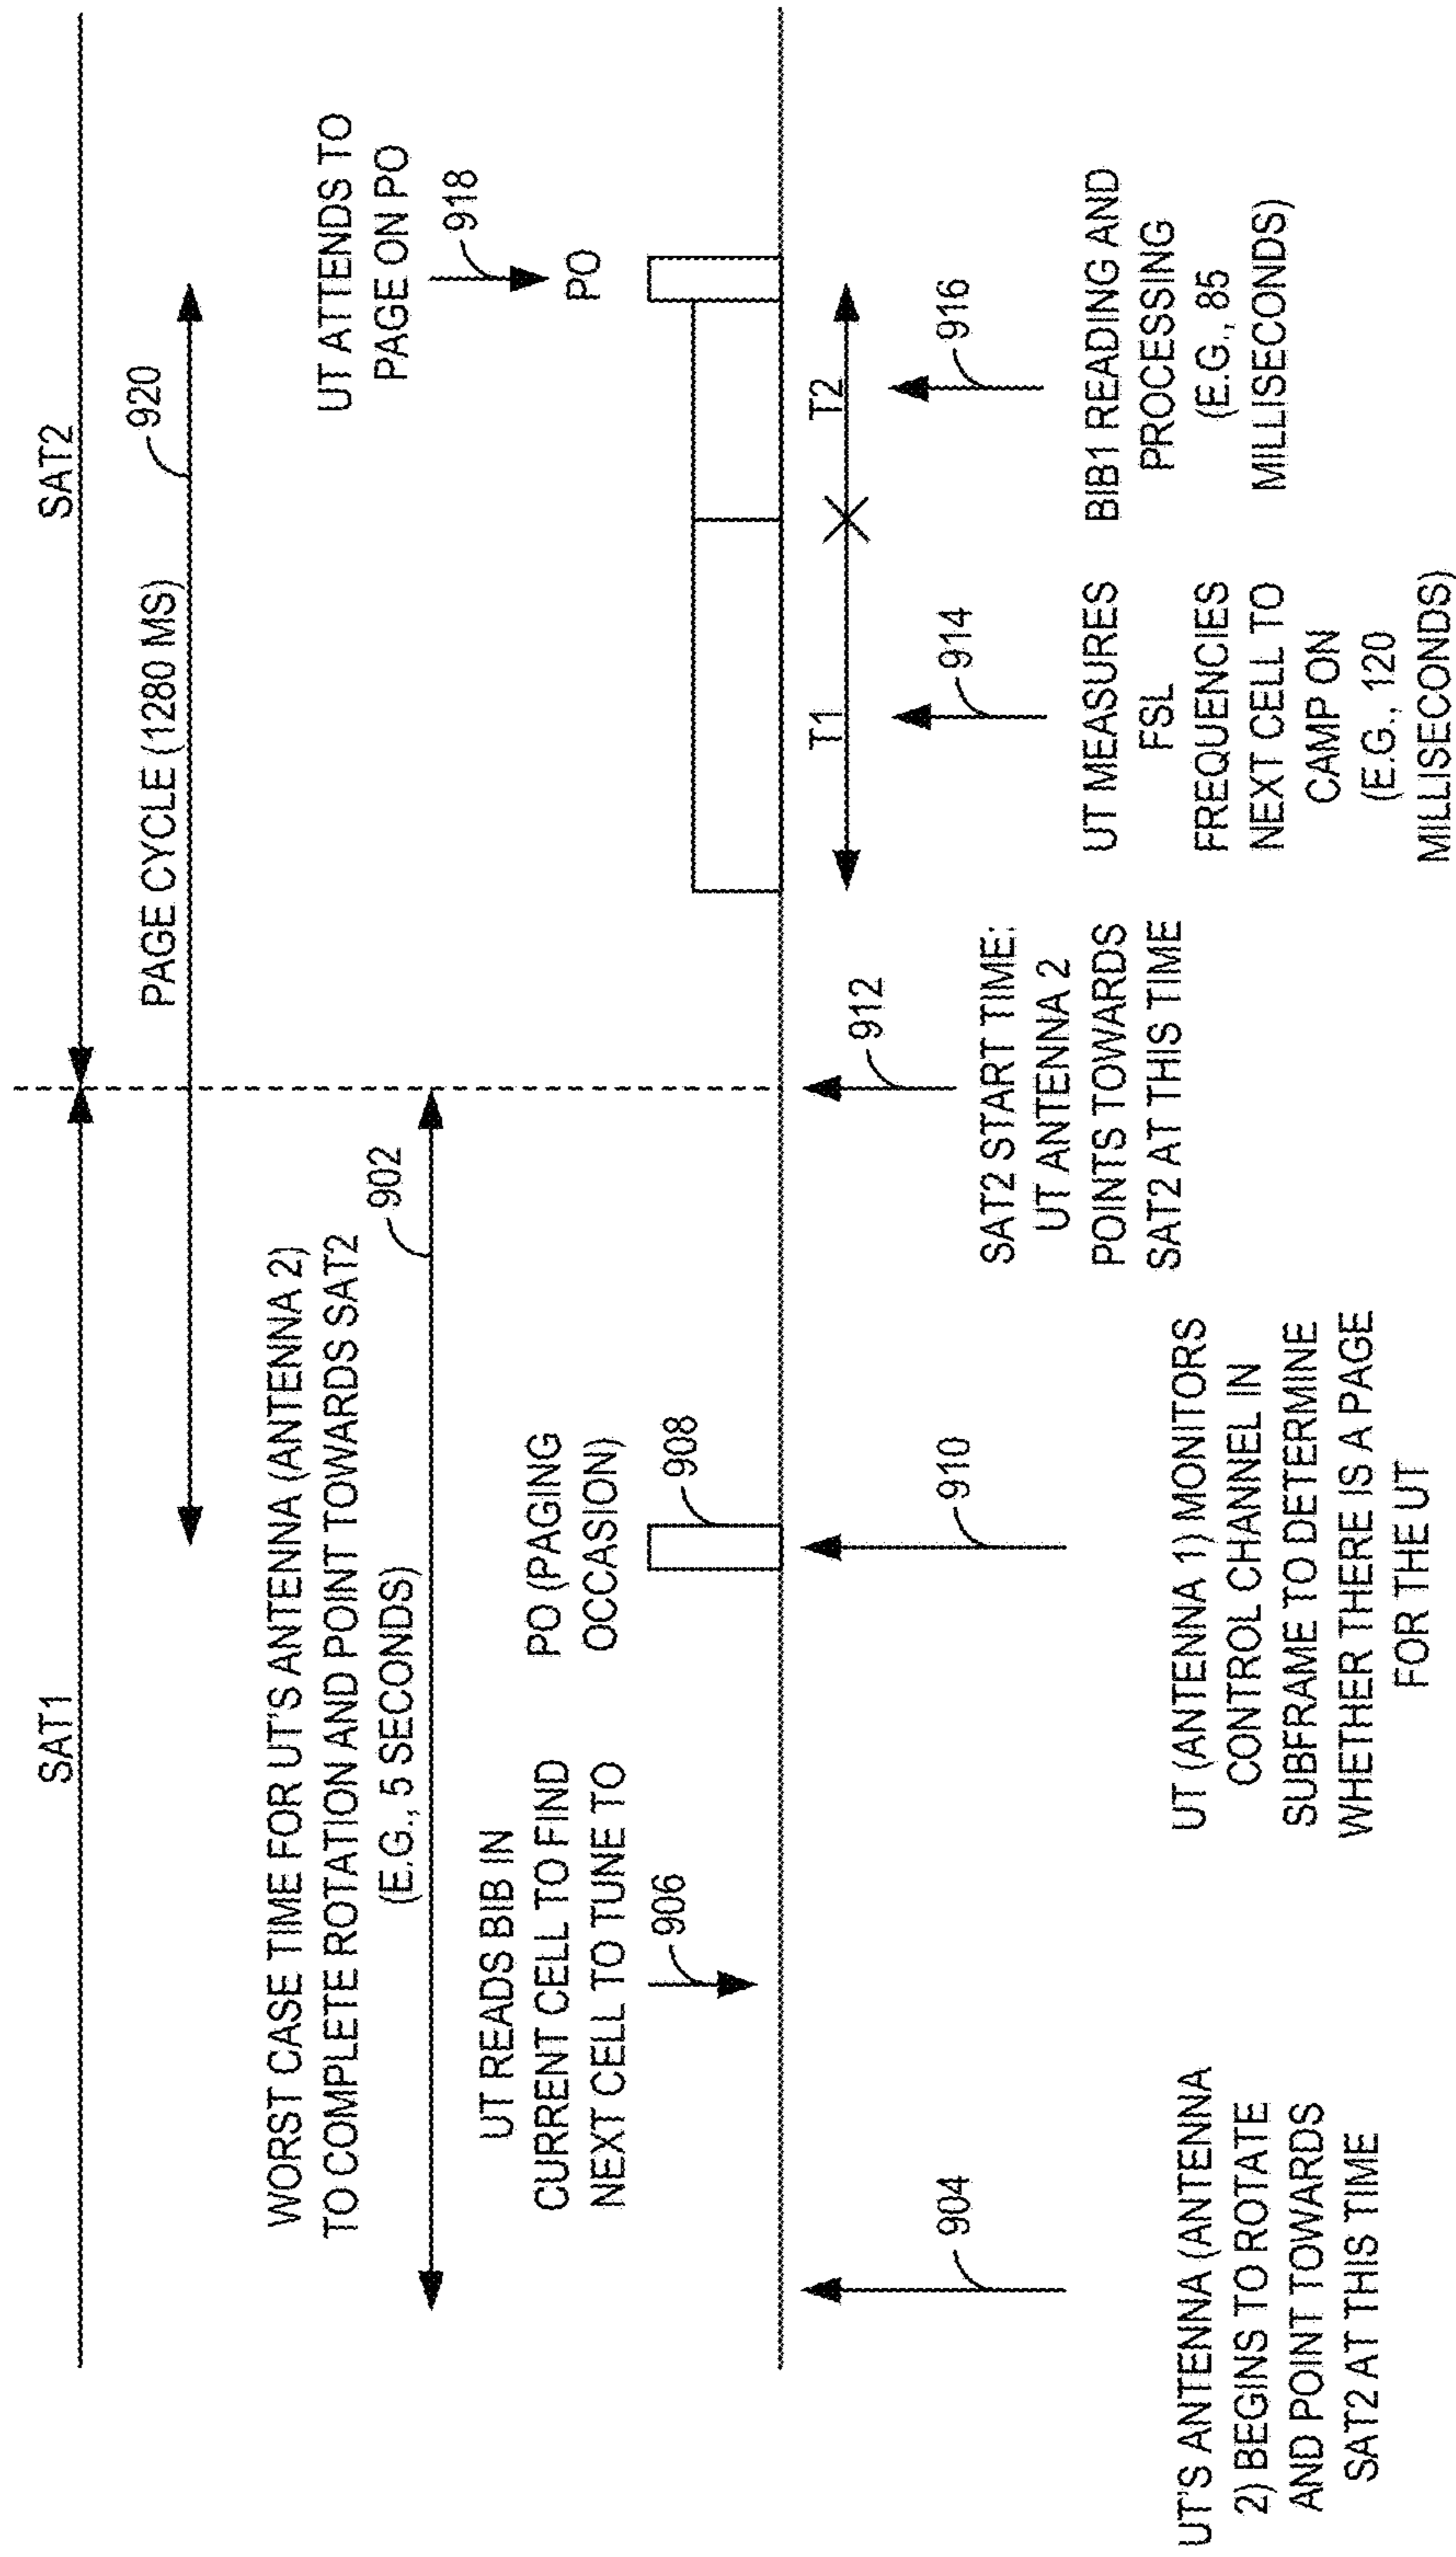 SAT1
SAT2
PAGE CYCLE (1280 MS)
920
WORST CASE TIME FOR UT'S ANTENNA (ANTENNA 2)
TO COMPLETE ROTATION AND POINT TOWARDS SAT2
(E.G., 5 SECONDS)
902
UT ATTENDS TO
PAGE ON PO
918
PO
UT READS BIB IN
CURRENT CELL TO FIND
NEXT CELL TO TUNE TO
906
PO (PAGING
OCCASION)
908
T1
T2
904
UT'S ANTENNA (ANTENNA
2) BEGINS TO ROTATE
AND POINT TOWARDS
SAT2 AT THIS TIME
910
UT (ANTENNA 1) MONITORS
CONTROL CHANNEL IN
SUBFRAME TO DETERMINE
WHETHER THERE IS A PAGE
FOR THE UT
912
SAT2 START TIME:
UT ANTENNA 2
POINTS TOWARDS
SAT2 AT THIS TIME
914
UT MEASURES
FSL
FREQUENCIES
NEXT CELL TO
CAMP ON
(E.G., 120
MILLISECONDS)
916
BIB1 READING AND
PROCESSING
(E.G., 85
MILLISECONDS)